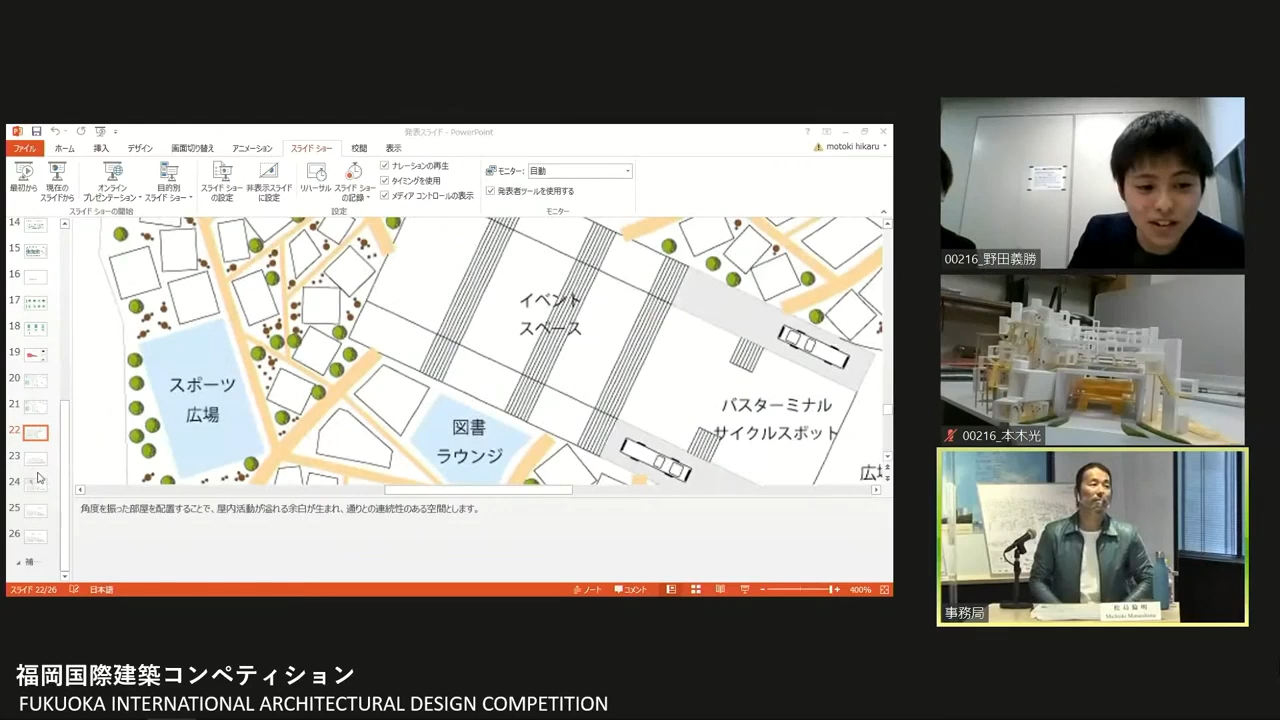 発表スライド - PowerPoint
ファイル
ホーム
挿入
デザイン
画面切り替え
アニメーション
スライド ショー
校閲
表示
motoki hikaru
最初から
現在の
スライドから
オンライン
プレゼンテーション
目的別
スライド ショー
スライド ショーの開始
スライド ショー
の設定
非表示スライド
に設定
リハーサル
スライド ショー
の記録
ナレーションの再生
タイミングを使用
メディア コントロールの表示
設定
モニター:
自動
発表者ツールを使用する
モニター
14
15
16
17
18
19
20
21
22
23
24
25
26
補
イベント
スペース
スポーツ
広場
図書
ラウンジ
バスターミナル
サイクルスポット
角度を振った部屋を配置することで、屋内活動が溢れる余白が生まれ、通りとの連続性のある空間とします。
スライド 22/26
日本語
ノート
コメント
400%
00216_野田義勝
00216_本木光
事務局
福岡国際建築コンペティション
FUKUOKA INTERNATIONAL ARCHITECTURAL DESIGN COMPETITION